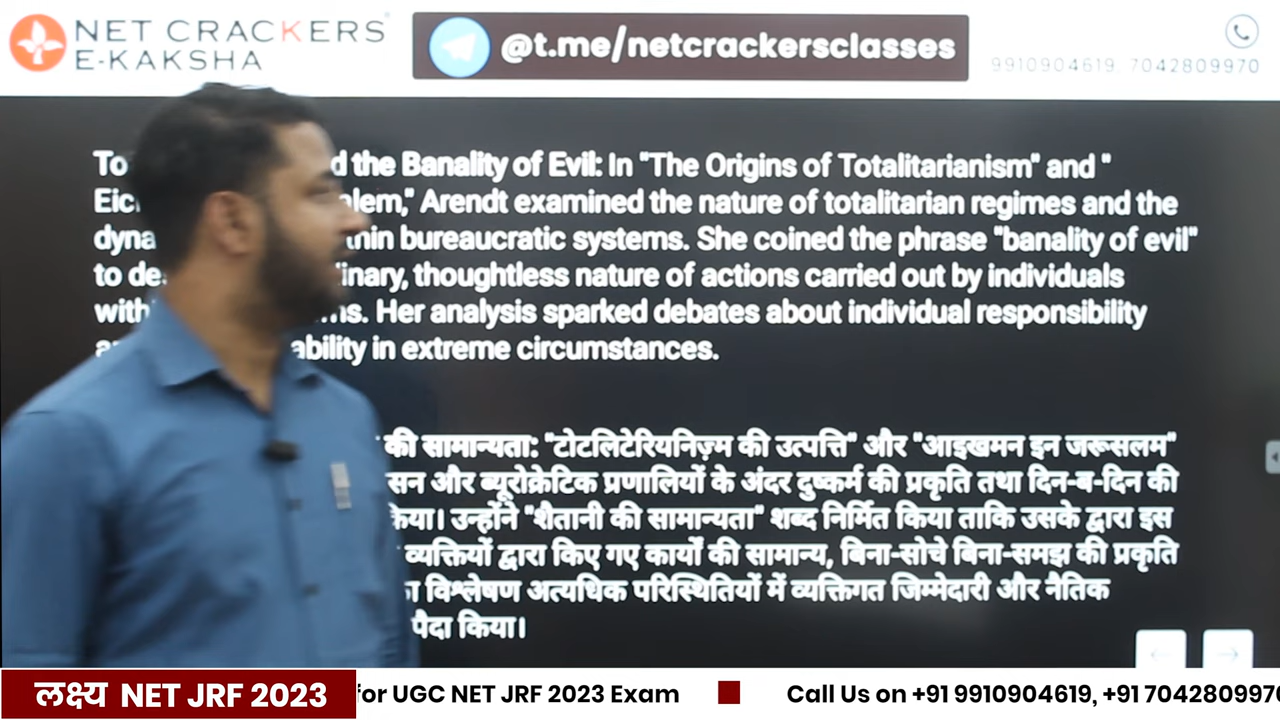 NET CRACKERS
E-KAKSHA
@t.me/netcrackersclasses
9910904619, 7042809970
To d the Banality of Evil: In "The Origins of Totalitarianism" and "
Eic alem," Arendt examined the nature of totalitarian regimes and the
dyna thin bureaucratic systems. She coined the phrase "banality of evil"
to de inary, thoughtless nature of actions carried out by individuals
with ms. Her analysis sparked debates about individual responsibility
ability in extreme circumstances.
की सामान्यता: "टोटलिटेरियनिज़्म की उत्पत्ति" और "आइखमन इन जरूसलम"
सन और ब्यूरोक्रेटिक प्रणालियों के अंदर दुष्कर्म की प्रकृति तथा दिन-ब-दिन की
किया। उन्होंने "शैतानी की सामान्यता" शब्द निर्मित किया ताकि उसके द्वारा इस
व्यक्तियों द्वारा किए गए कार्यों की सामान्य, बिना-सोचे बिना-समझ की प्रकृति
विश्लेषण अत्यधिक परिस्थितियों में व्यक्तिगत जिम्मेदारी और नैतिक
पैदा किया।
लक्ष्य NET JRF 2023
for UGC NET JRF 2023 Exam
Call Us on +91 9910904619, +91 704280997